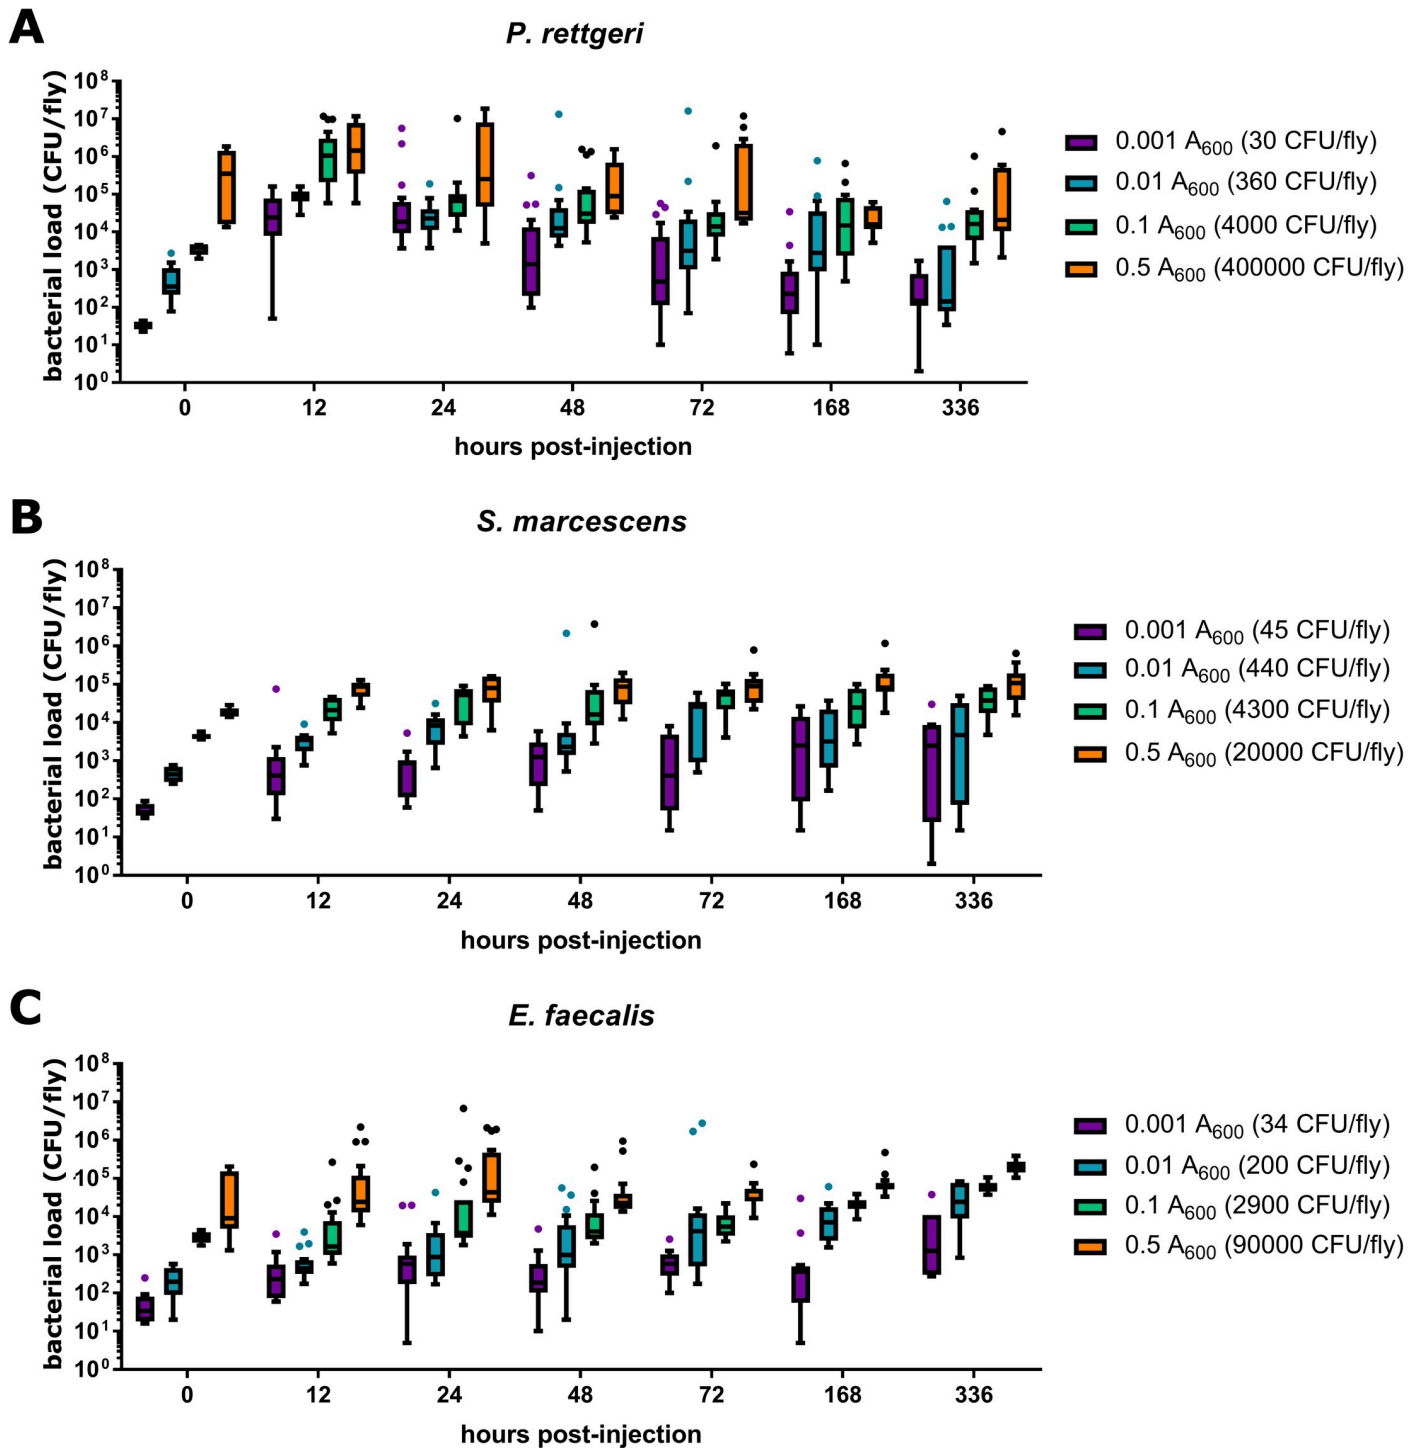 A
P. rettgeri
bacterial load (CFU/fly)
10⁸
10⁷
10⁶
10⁵
10⁴
10³
10²
10¹
10⁰
0 12 24 48 72 168 336
hours post-injection
0.001 A₆₀₀ (30 CFU/fly)
0.01 A₆₀₀ (360 CFU/fly)
0.1 A₆₀₀ (4000 CFU/fly)
0.5 A₆₀₀ (400000 CFU/fly)
B
S. marcescens
bacterial load (CFU/fly)
10⁸
10⁷
10⁶
10⁵
10⁴
10³
10²
10¹
10⁰
0 12 24 48 72 168 336
hours post-injection
0.001 A₆₀₀ (45 CFU/fly)
0.01 A₆₀₀ (440 CFU/fly)
0.1 A₆₀₀ (4300 CFU/fly)
0.5 A₆₀₀ (20000 CFU/fly)
C
E. faecalis
bacterial load (CFU/fly)
10⁸
10⁷
10⁶
10⁵
10⁴
10³
10²
10¹
10⁰
0 12 24 48 72 168 336
hours post-injection
0.001 A₆₀₀ (34 CFU/fly)
0.01 A₆₀₀ (200 CFU/fly)
0.1 A₆₀₀ (2900 CFU/fly)
0.5 A₆₀₀ (90000 CFU/fly)